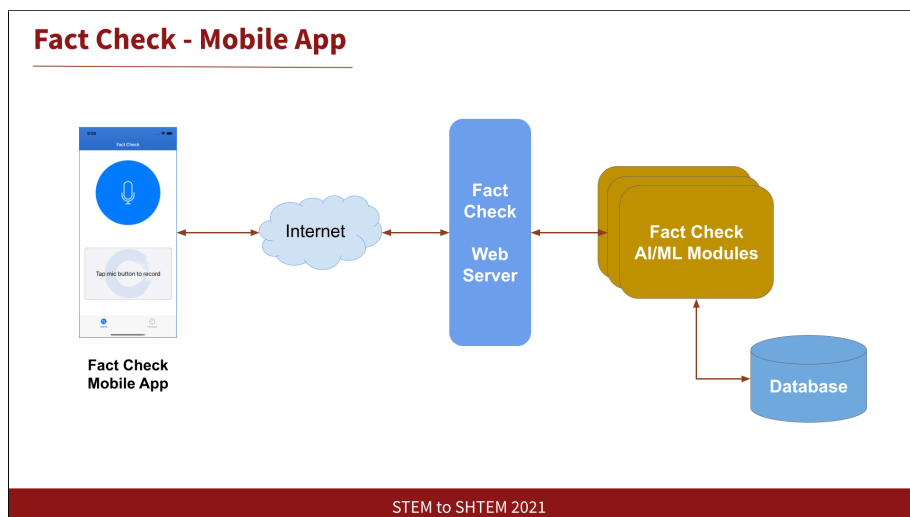 Fact Check - Mobile App
Fact Check
Tap mic button to record
Fact Check
Mobile App
Internet
Fact
Check
Web
Server
Fact Check
AI/ML Modules
Database
STEM to SHTEM 2021